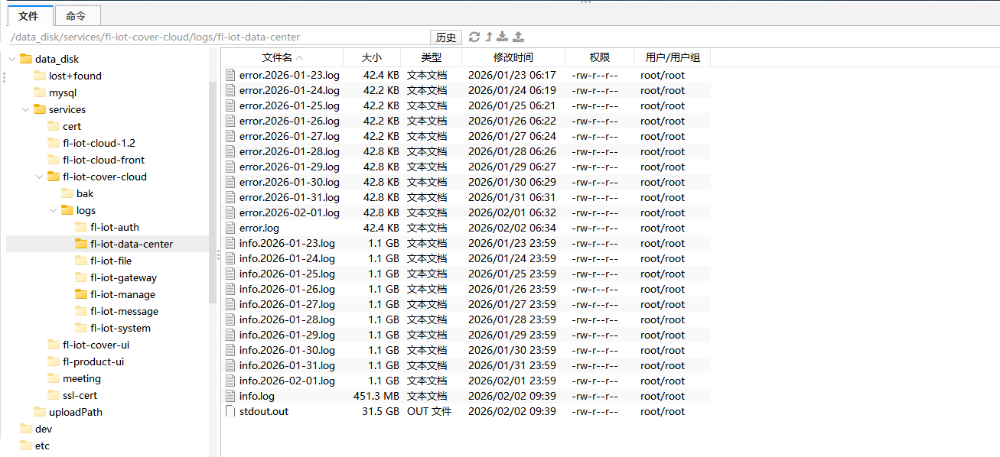 文件 命令
/data_disk/services/fl-iot-cover-cloud/logs/fl-iot-data-center 历史
data_disk
lost+found
mysql
services
cert
fl-iot-cloud-1.2
fl-iot-cloud-front
fl-iot-cover-cloud
bak
logs
fl-iot-auth
fl-iot-data-center
fl-iot-file
fl-iot-gateway
fl-iot-manage
fl-iot-message
fl-iot-system
fl-iot-cover-ui
fl-product-ui
meeting
ssl-cert
uploadPath
dev
etc
文件名 大小 类型 修改时间 权限 用户/用户组
error.2026-01-23.log 42.4 KB 文本文档 2026/01/23 06:17 -rw-r--r-- root/root
error.2026-01-24.log 42.2 KB 文本文档 2026/01/24 06:19 -rw-r--r-- root/root
error.2026-01-25.log 42.2 KB 文本文档 2026/01/25 06:21 -rw-r--r-- root/root
error.2026-01-26.log 42.2 KB 文本文档 2026/01/26 06:22 -rw-r--r-- root/root
error.2026-01-27.log 42.2 KB 文本文档 2026/01/27 06:24 -rw-r--r-- root/root
error.2026-01-28.log 42.8 KB 文本文档 2026/01/28 06:26 -rw-r--r-- root/root
error.2026-01-29.log 42.8 KB 文本文档 2026/01/29 06:27 -rw-r--r-- root/root
error.2026-01-30.log 42.8 KB 文本文档 2026/01/30 06:29 -rw-r--r-- root/root
error.2026-01-31.log 42.8 KB 文本文档 2026/01/31 06:31 -rw-r--r-- root/root
error.2026-02-01.log 42.8 KB 文本文档 2026/02/01 06:32 -rw-r--r-- root/root
error.log 42.4 KB 文本文档 2026/02/02 06:34 -rw-r--r-- root/root
info.2026-01-23.log 1.1 GB 文本文档 2026/01/23 23:59 -rw-r--r-- root/root
info.2026-01-24.log 1.1 GB 文本文档 2026/01/24 23:59 -rw-r--r-- root/root
info.2026-01-25.log 1.1 GB 文本文档 2026/01/25 23:59 -rw-r--r-- root/root
info.2026-01-26.log 1.1 GB 文本文档 2026/01/26 23:59 -rw-r--r-- root/root
info.2026-01-27.log 1.1 GB 文本文档 2026/01/27 23:59 -rw-r--r-- root/root
info.2026-01-28.log 1.1 GB 文本文档 2026/01/28 23:59 -rw-r--r-- root/root
info.2026-01-29.log 1.1 GB 文本文档 2026/01/29 23:59 -rw-r--r-- root/root
info.2026-01-30.log 1.1 GB 文本文档 2026/01/30 23:59 -rw-r--r-- root/root
info.2026-01-31.log 1.1 GB 文本文档 2026/01/31 23:59 -rw-r--r-- root/root
info.2026-02-01.log 1.1 GB 文本文档 2026/02/01 23:59 -rw-r--r-- root/root
info.log 451.3 MB 文本文档 2026/02/02 09:39 -rw-r--r-- root/root
stdout.out 31.5 GB OUT 文件 2026/02/02 09:39 -rw-r--r-- root/root